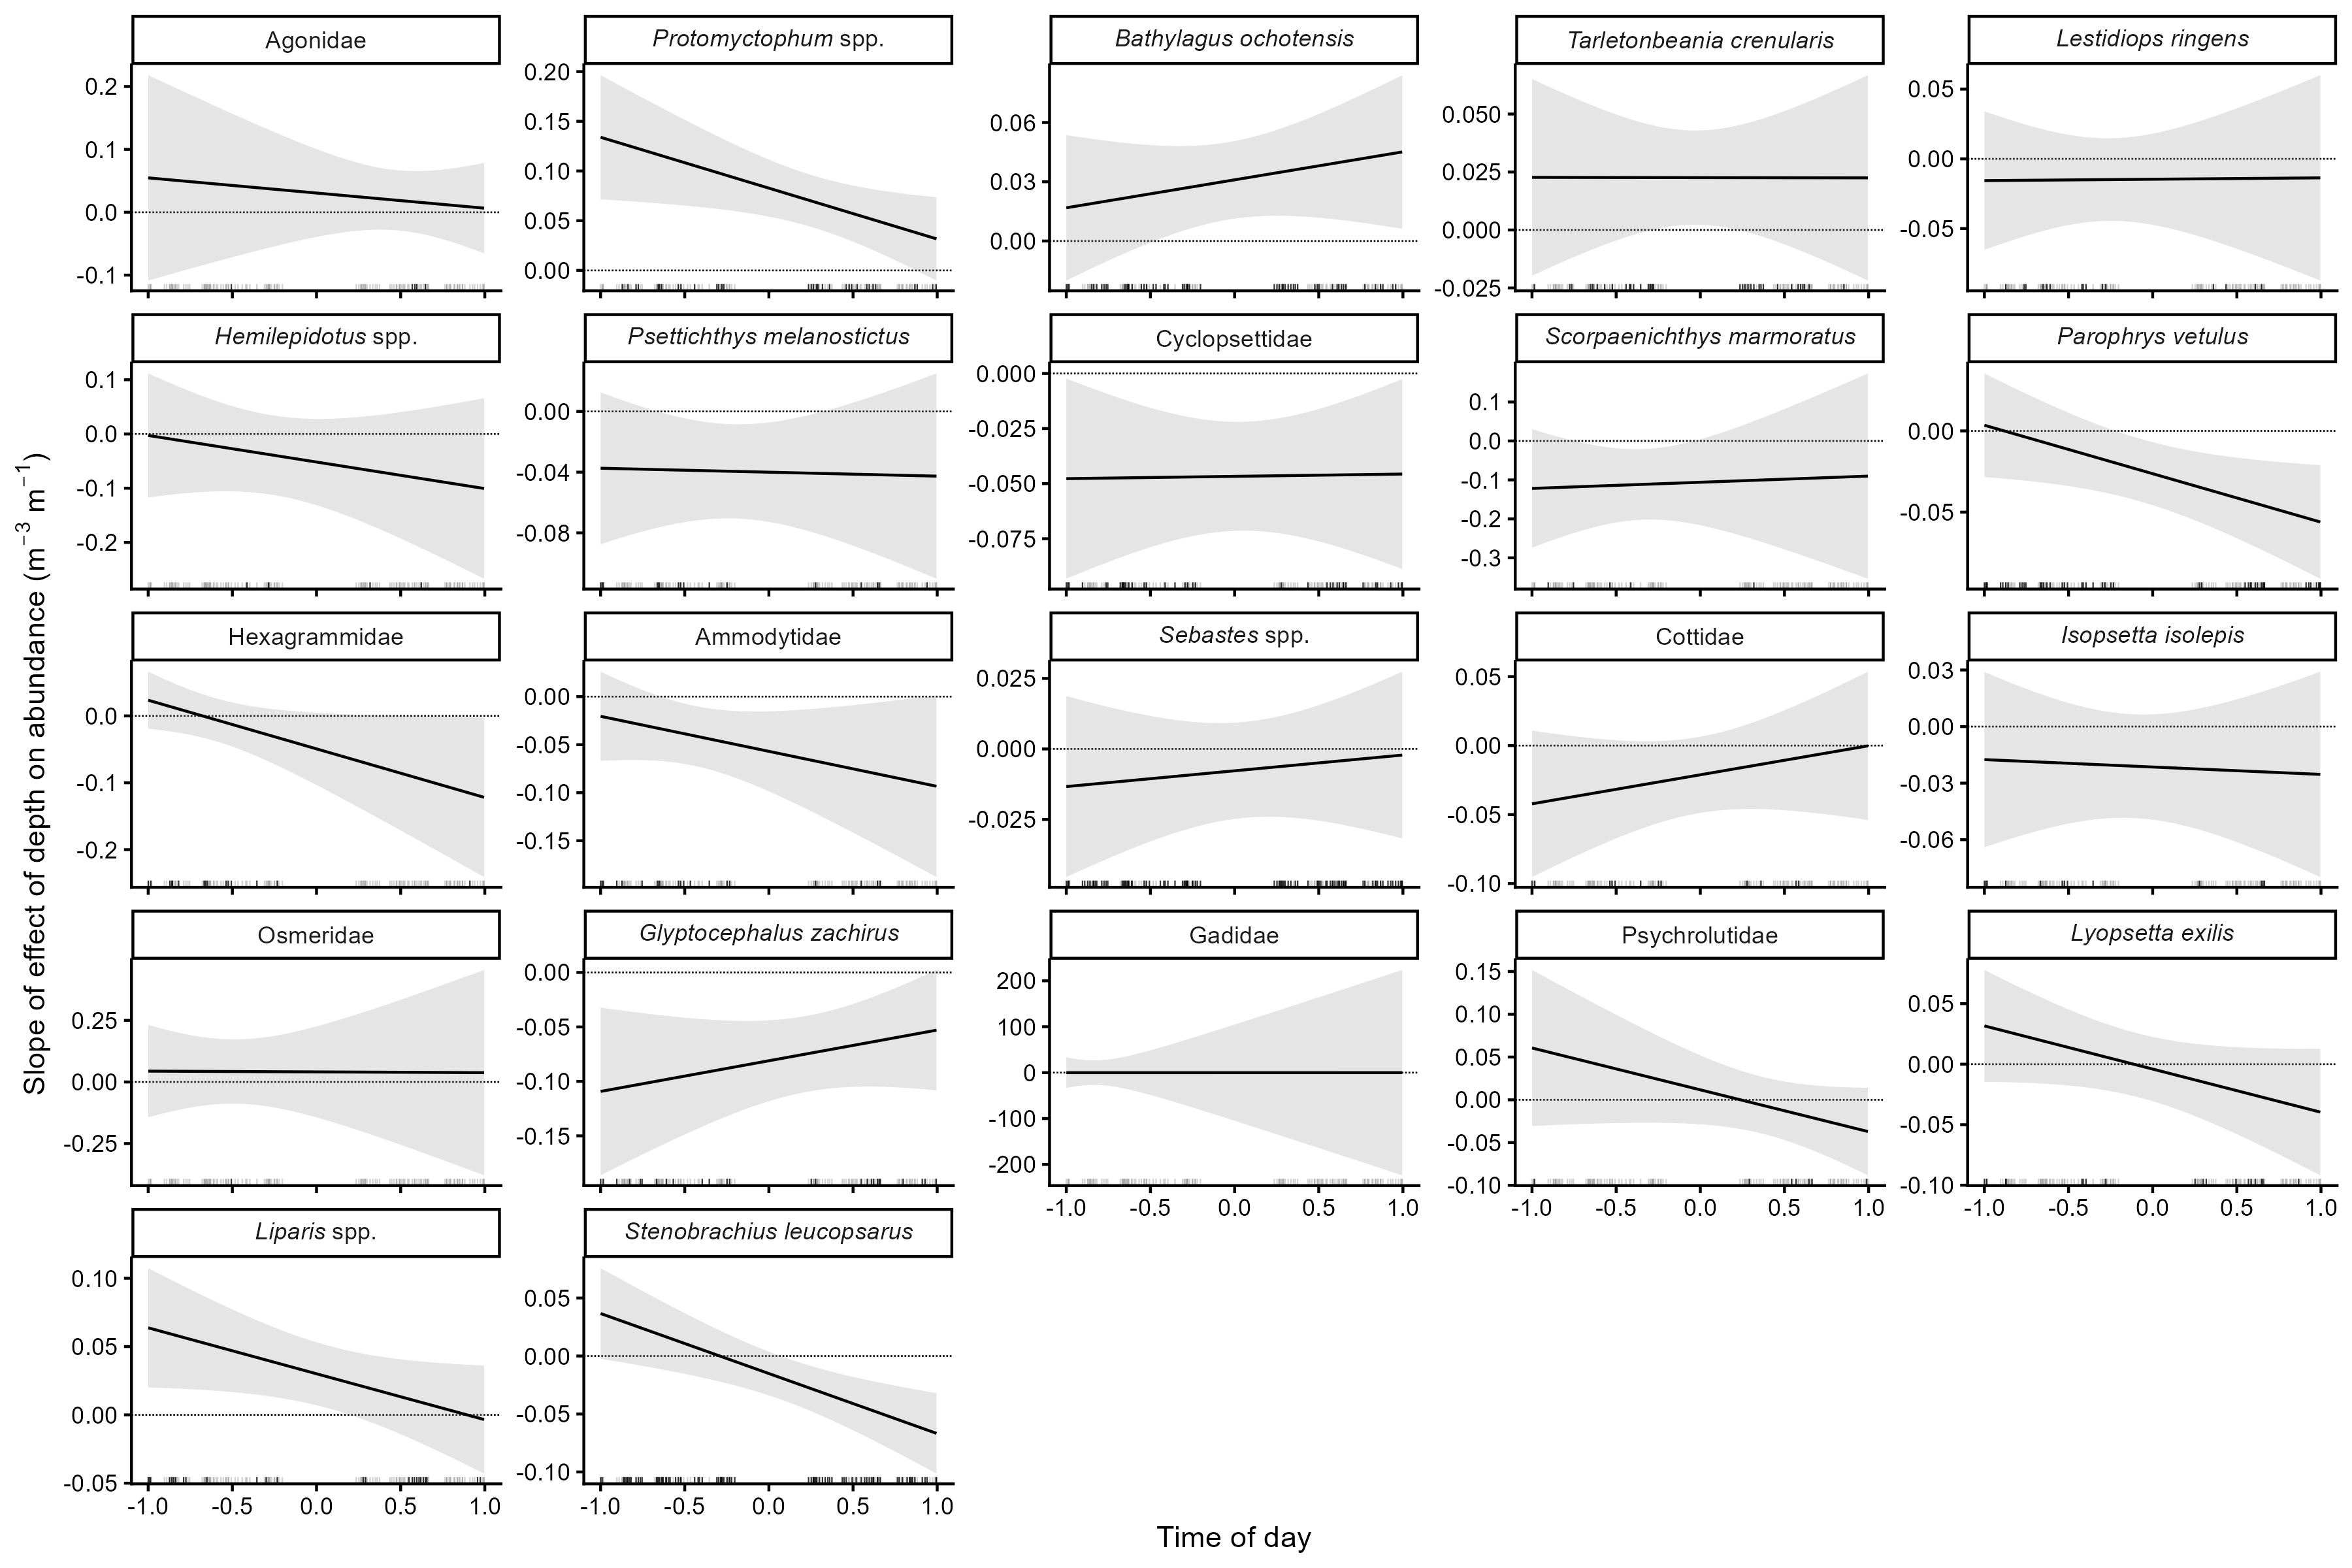 Agonidae
Protomyctophum spp.
Bathylagus ochotensis
Tarletonbeania crenularis
Lestidiops ringens
0.2
0.1
0.0
-0.1
0.20
0.15
0.10
0.05
0.00
0.06
0.03
0.00
0.050
0.025
0.000
-0.025
0.05
0.00
-0.05
Hemilepidotus spp.
Psettichthys melanostictus
Cyclopsettidae
Scorpaenichthys marmoratus
Parophrys vetulus
0.1
0.0
-0.1
-0.2
0.00
-0.04
-0.08
0.000
-0.025
-0.050
-0.075
0.1
0.0
-0.1
-0.2
-0.3
0.00
-0.05
Hexagrammidae
Ammodytidae
Sebastes spp.
Cottidae
Isopsetta isolepis
0.0
-0.1
-0.2
0.00
-0.05
-0.10
-0.15
0.025
0.000
-0.025
0.05
0.00
-0.05
-0.10
0.03
0.00
-0.03
-0.06
Osmeridae
Glyptocephalus zachirus
Gadidae
Psychrolutidae
Lyopsetta exilis
0.25
0.00
-0.25
0.00
-0.05
-0.10
-0.15
200
100
0
-100
-200
0.15
0.10
0.05
0.00
-0.05
-0.10
0.05
0.00
-0.05
-0.10
-1.0 -0.5 0.0 0.5 1.0
-1.0 -0.5 0.0 0.5 1.0
-1.0 -0.5 0.0 0.5 1.0
Liparis spp.
Stenobrachius leucopsarus
0.10
0.05
0.00
-0.05
0.05
0.00
-0.05
-0.10
-1.0 -0.5 0.0 0.5 1.0
-1.0 -0.5 0.0 0.5 1.0
Time of day
Slope of effect of depth on abundance (m⁻³ m⁻¹)